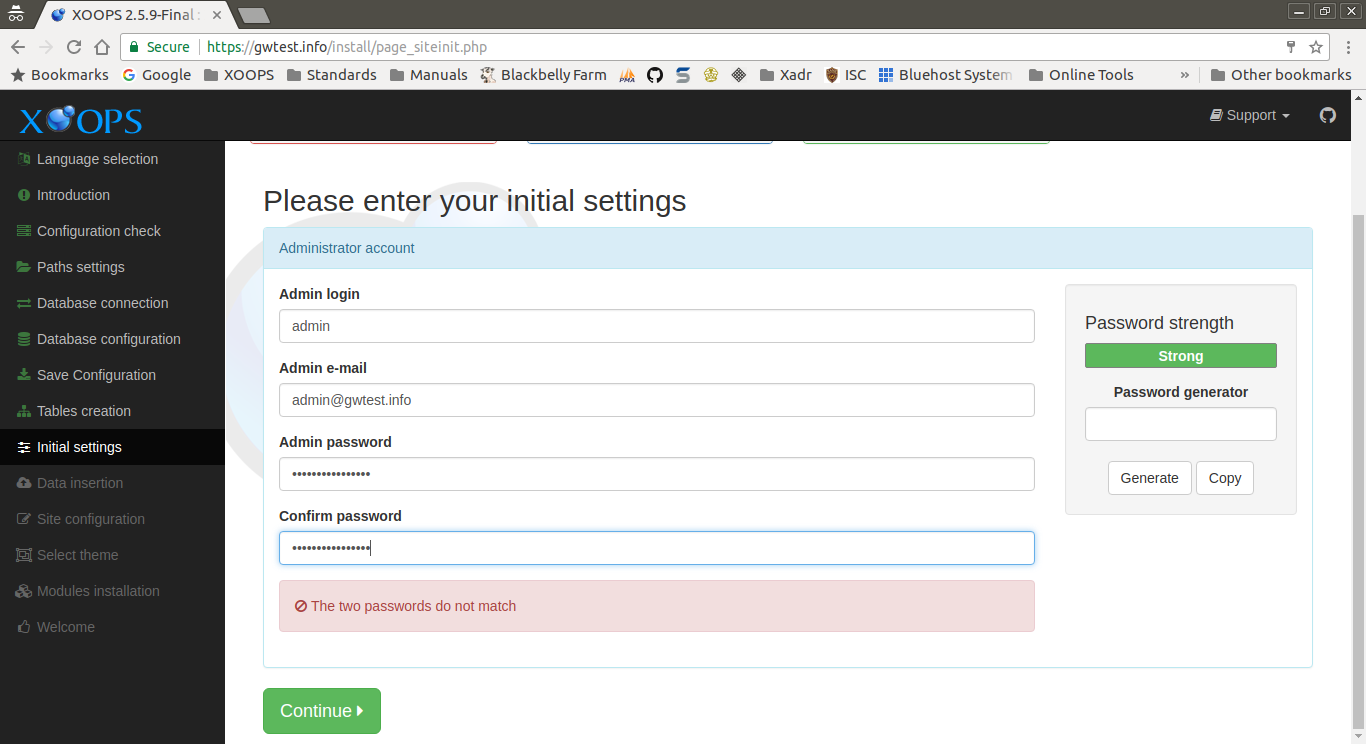 XOOPS 2.5.9-Final :
Secure https://gwtest.info/install/page_siteinit.php
Bookmarks Google XOOPS Standards Manuals Blackbelly Farm PMA Xadr ISC Bluehost System Online Tools » Other bookmarks
XOOPS Support
Language selection
Introduction
Configuration check
Paths settings
Database connection
Database configuration
Save Configuration
Tables creation
Initial settings
Data insertion
Site configuration
Select theme
Modules installation
Welcome
Please enter your initial settings
Administrator account
Admin login
admin
Admin e-mail
admin@gwtest.info
Admin password
••••••••••••••••
Confirm password
••••••••••••••••
The two passwords do not match
Password strength
Strong
Password generator
Generate Copy
Continue